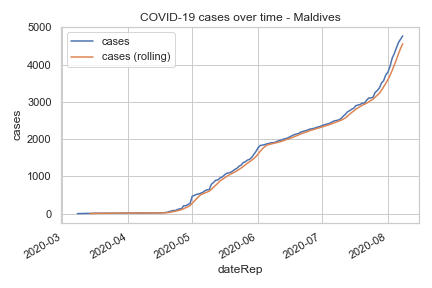 COVID-19 cases over time - Maldives
cases
cases (rolling)
5000
4000
3000
2000
1000
0
cases
2020-03
2020-04
2020-05
2020-06
2020-07
2020-08
dateRep